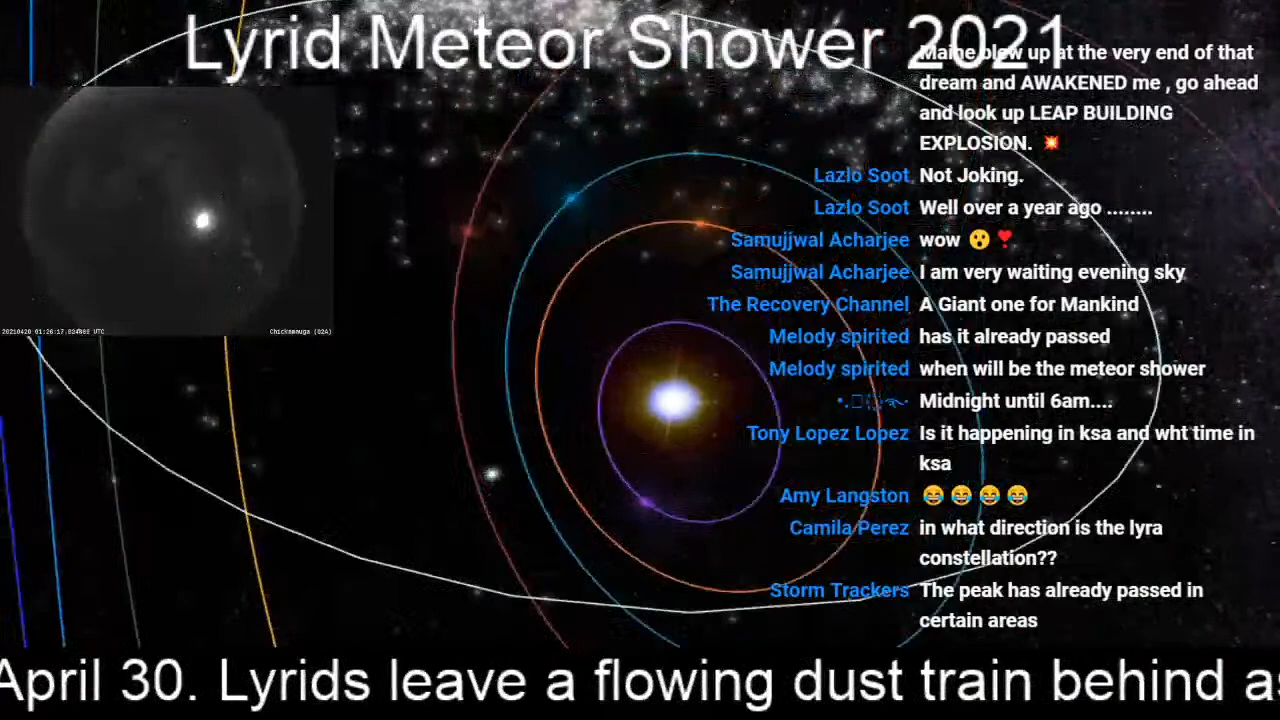 Lyrid Meteor Shower 2021
Maine blew up at the very end of that
dream and AWAKENED me , go ahead
and look up LEAP BUILDING
EXPLOSION. 💥
Lazlo Soot Not Joking.
Lazlo Soot Well over a year ago ........
Samujjwal Acharjee wow 😮❣️
Samujjwal Acharjee I am very waiting evening sky
The Recovery Channel A Giant one for Mankind
Melody spirited has it already passed
Melody spirited when will be the meteor shower
Midnight until 6am....
Tony Lopez Lopez Is it happening in ksa and wht time in
ksa
Amy Langston 😂😂😂😂
Camila Perez in what direction is the lyra
constellation??
Storm Trackers The peak has already passed in
certain areas
Chickamauga (02A)
April 30. Lyrids leave a flowing dust train behind as